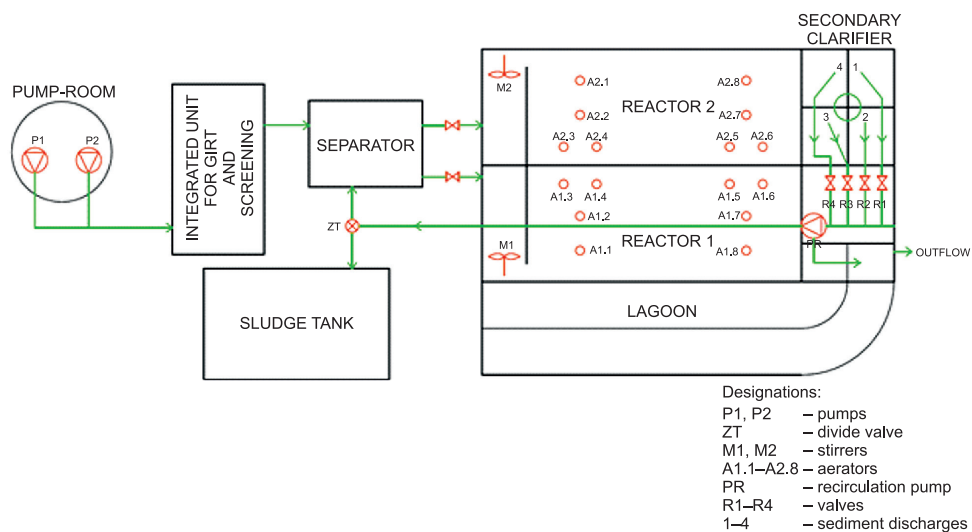 SECONDARY
CLARIFIER
PUMP-ROOM
P1
P2
INTEGRATED UNIT
FOR GIRT
AND
SCREENING
SEPARATOR
ZT
SLUDGE TANK
M2
A2.1
A2.2
A2.3
A2.4
REACTOR 2
A2.8
A2.7
A2.5
A2.6
4
1
3
2
A1.3
A1.4
A1.2
A1.1
M1
REACTOR 1
A1.5
A1.6
A1.7
A1.8
R4
R3
R2
R1
PR
OUTFLOW
LAGOON
Designations:
P1, P2 – pumps
ZT – divide valve
M1, M2 – stirrers
A1.1–A2.8 – aerators
PR – recirculation pump
R1–R4 – valves
1–4 – sediment discharges